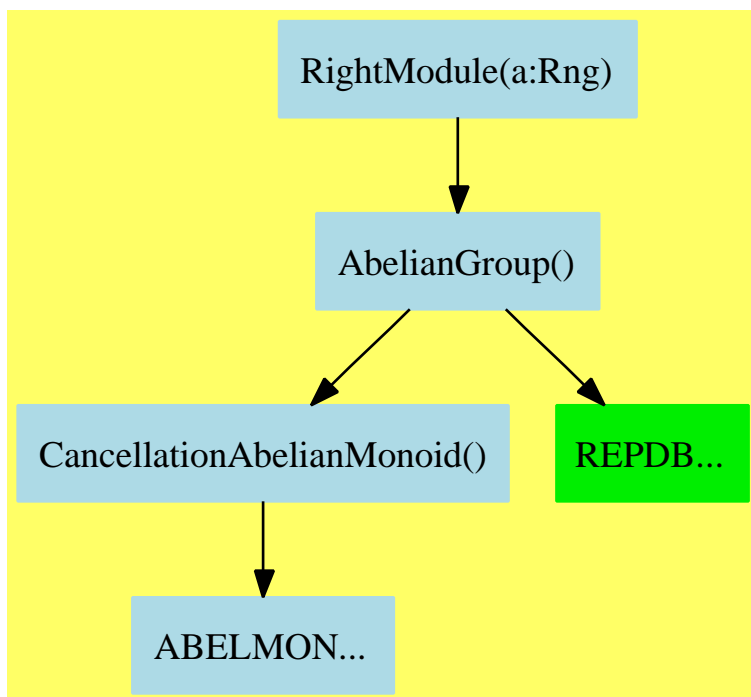 RightModule(a:Rng)
AbelianGroup()
CancellationAbelianMonoid()
REPDB...
ABELMON...